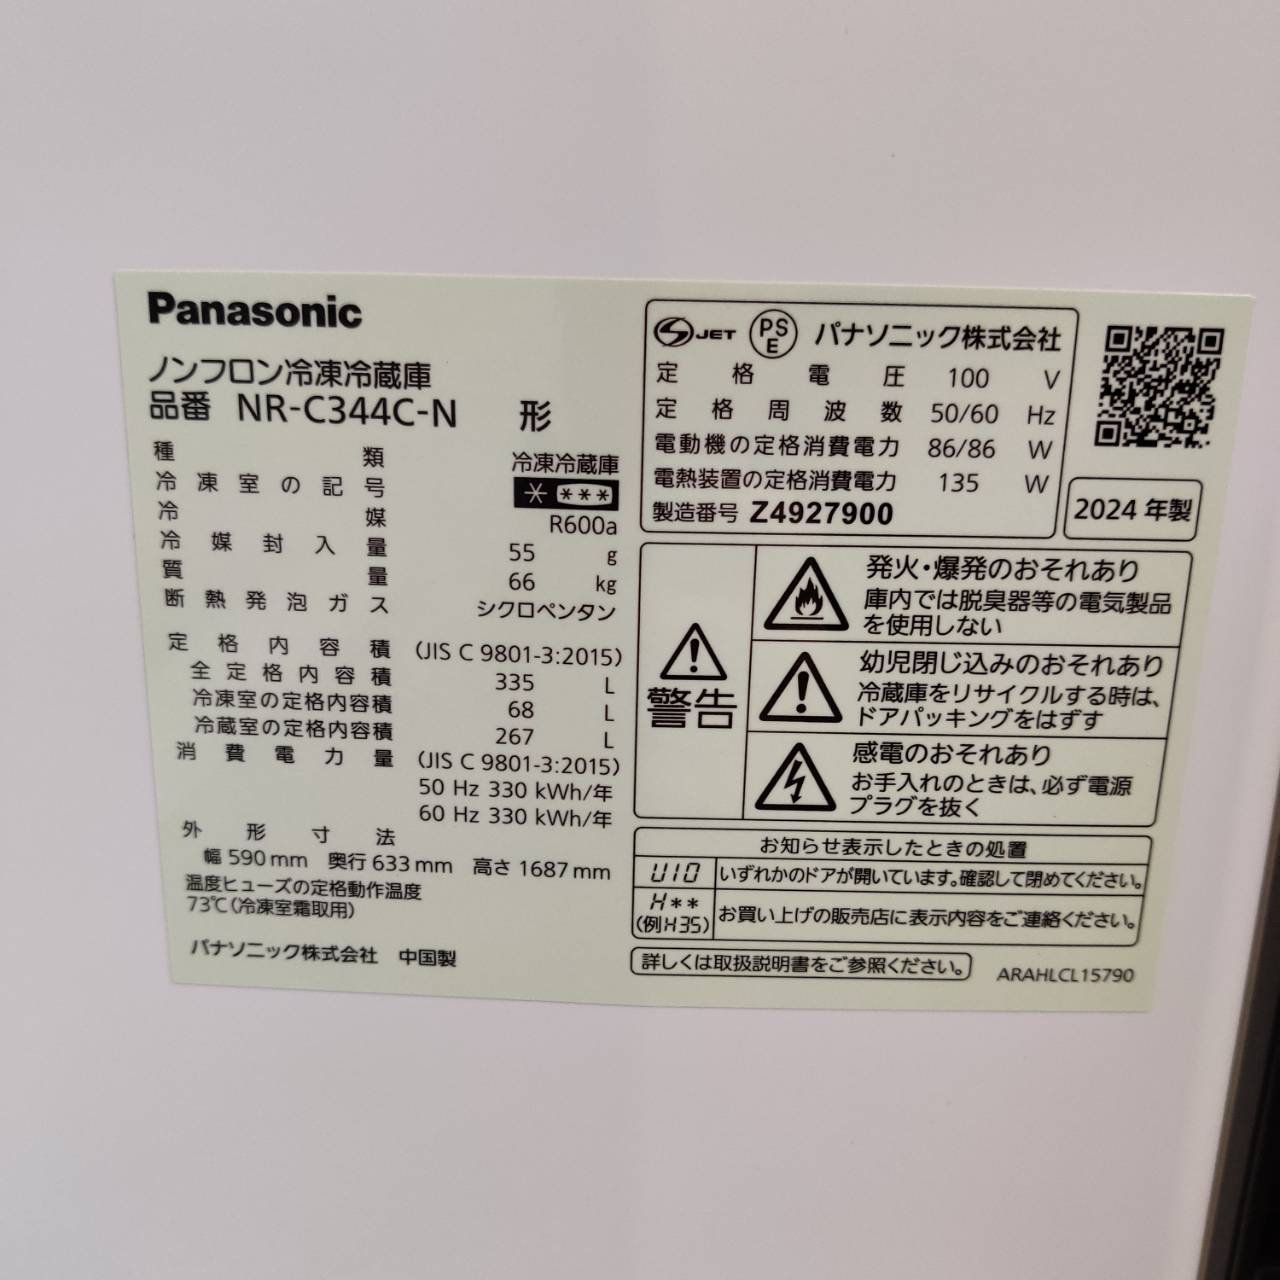 Panasonic
ノンフロン冷凍冷蔵庫
品番 NR-C344C-N 形
種類 冷凍冷蔵庫
冷凍室の記号 * ***
冷媒 R600a
冷媒封入量 55 g
質量 66 kg
断熱発泡ガス シクロペンタン
定格内容積 (JIS C 9801-3:2015)
全定格内容積 335 L
冷凍室の定格内容積 68 L
冷蔵室の定格内容積 267 L
消費電力量 (JIS C 9801-3:2015)
50 Hz 330 kWh/年
60 Hz 330 kWh/年
外形寸法
幅 590 mm 奥行 633 mm 高さ 1687 mm
温度ヒューズの定格動作温度
73℃(冷凍室霜取用)
パナソニック株式会社 中国製
S JET PS E パナソニック株式会社
定格電圧 100 V
定格周波数 50/60 Hz
電動機の定格消費電力 86/86 W
電熱装置の定格消費電力 135 W
製造番号 Z4927900
2024 年製
警告
発火・爆発のおそれあり
庫内では脱臭器等の電気製品
を使用しない
幼児閉じ込みのおそれあり
冷蔵庫をリサイクルする時は、
ドアパッキングをはずす
感電のおそれあり
お手入れのときは、必ず電源
プラグを抜く
お知らせ表示したときの処置
U10 いずれかのドアが開いています。確認して閉めてください。
H**
(例H35) お買い上げの販売店に表示内容をご連絡ください。
詳しくは取扱説明書をご参照ください。
ARAHLCL15790